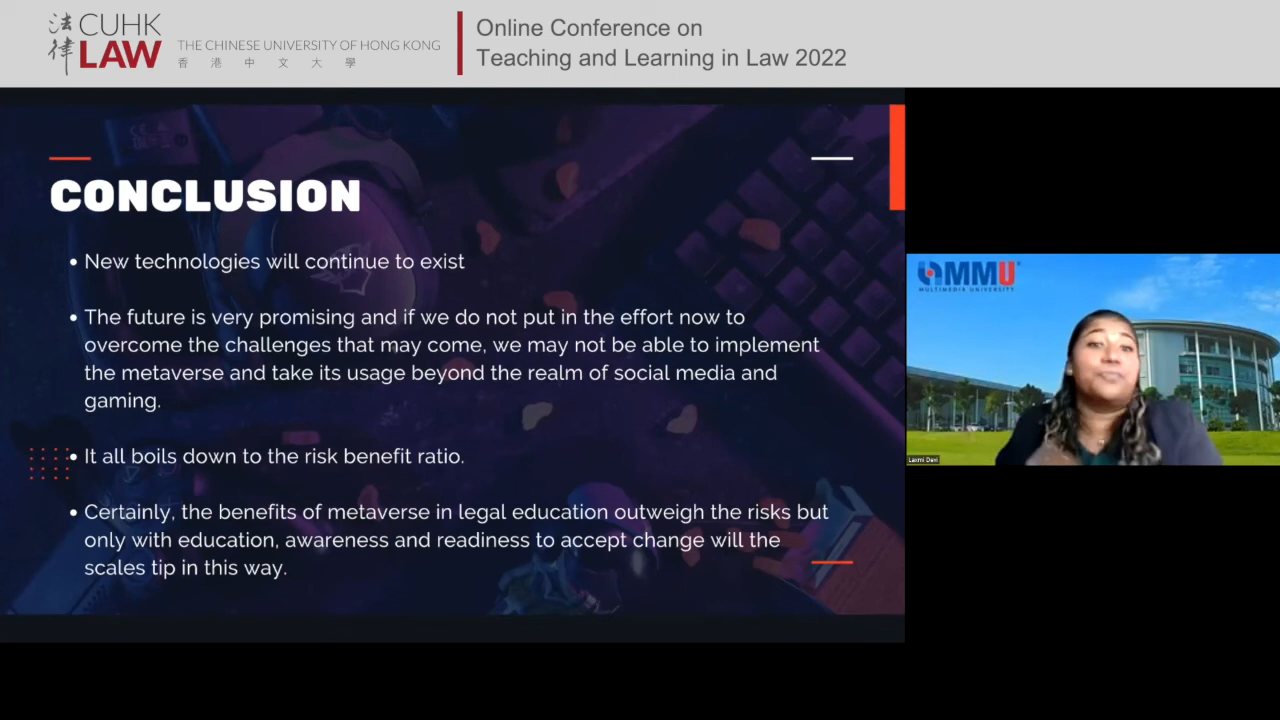 法律
CUHK
LAW
THE CHINESE UNIVERSITY OF HONG KONG
香港中文大學
Online Conference on
Teaching and Learning in Law 2022
CONCLUSION
• New technologies will continue to exist
• The future is very promising and if we do not put in the effort now to
overcome the challenges that may come, we may not be able to implement
the metaverse and take its usage beyond the realm of social media and
gaming.
• It all boils down to the risk benefit ratio.
• Certainly, the benefits of metaverse in legal education outweigh the risks but
only with education, awareness and readiness to accept change will the
scales tip in this way.
MMU
MULTIMEDIA UNIVERSITY
Laxmi Devi